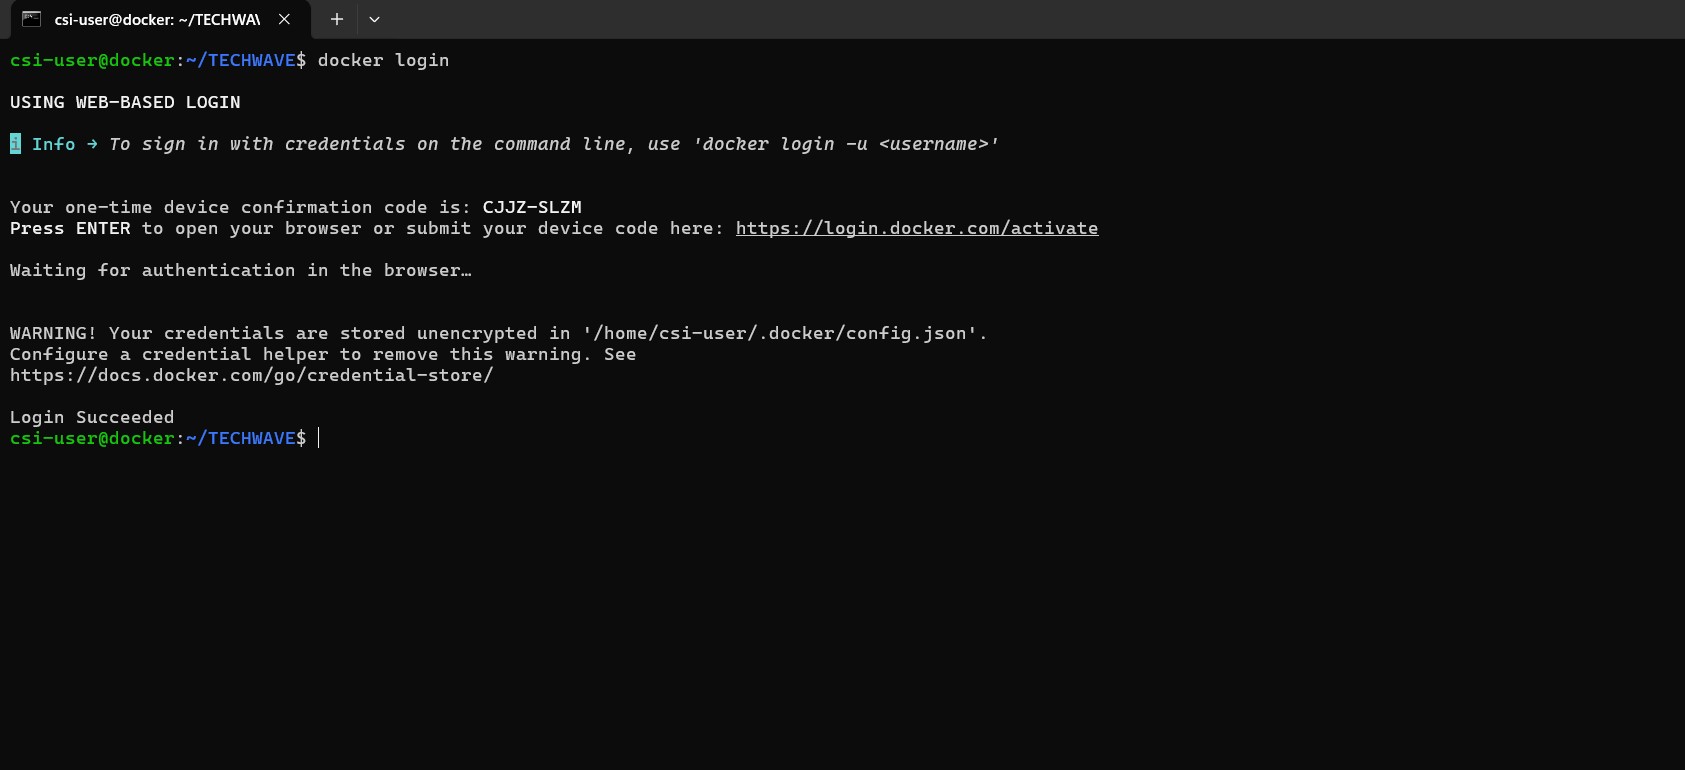 csi-user@docker: ~/TECHWAV
csi-user@docker:~/TECHWAVE$ docker login
USING WEB-BASED LOGIN
i Info → To sign in with credentials on the command line, use 'docker login -u <username>'
Your one-time device confirmation code is: CJJZ-SLZM
Press ENTER to open your browser or submit your device code here: https://login.docker.com/activate
Waiting for authentication in the browser…
WARNING! Your credentials are stored unencrypted in '/home/csi-user/.docker/config.json'.
Configure a credential helper to remove this warning. See
https://docs.docker.com/go/credential-store/
Login Succeeded
csi-user@docker:~/TECHWAVE$